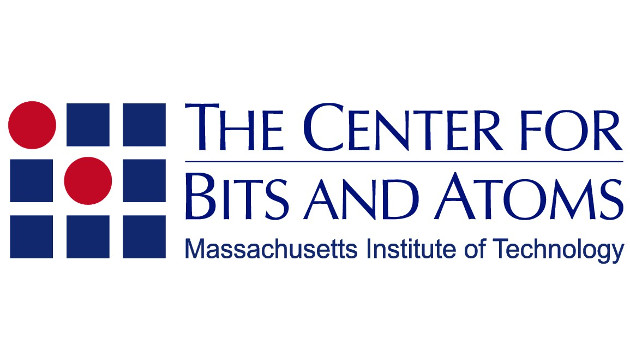 THE CENTER FOR
BITS AND ATOMS
Massachusetts Institute of Technology